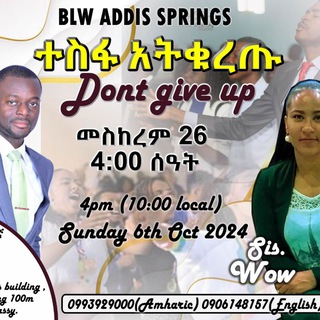 BLW ADDIS SPRINGS
ተስፋ አትቁረጡ
Dont give up
መስከረም 26
4:00 ሰዓት
4pm (10:00 local)
Sunday 6th Oct 2024
Sis.
Wow
building ,
100m
0993929000(Amharic) 0906148157(English)